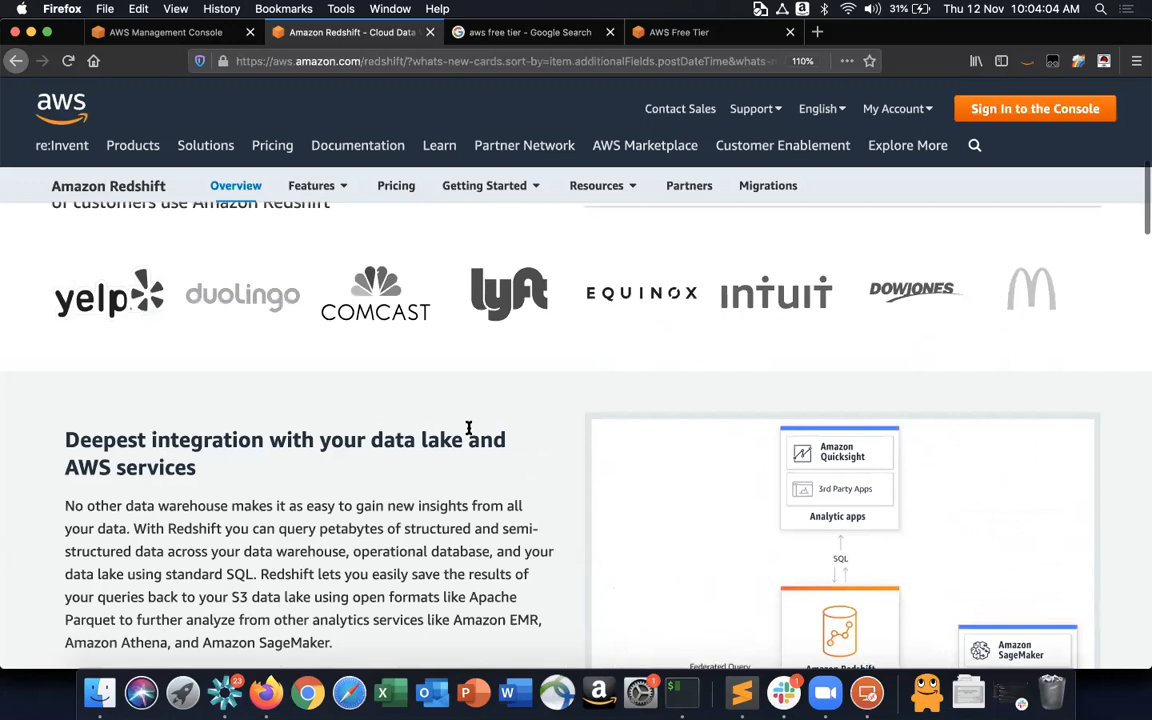 Firefox File Edit View History Bookmarks Tools Window Help 31% Thu 12 Nov 10:04:04 AM
AWS Management Console Amazon Redshift - Cloud Data aws free tier - Google Search AWS Free Tier
https://aws.amazon.com/redshift/?whats-new-cards.sort-by=item.additionalFields.postDateTime&whats- 110%
aws
Contact Sales Support English My Account Sign In to the Console
re:Invent Products Solutions Pricing Documentation Learn Partner Network AWS Marketplace Customer Enablement Explore More
Amazon Redshift Overview Features Pricing Getting Started Resources Partners Migrations
of customers use Amazon Redshift
yelp duolingo COMCAST lyft EQUINOX intuit DOWJONES
Deepest integration with your data lake and
AWS services
No other data warehouse makes it as easy to gain new insights from all
your data. With Redshift you can query petabytes of structured and semi-
structured data across your data warehouse, operational database, and your
data lake using standard SQL. Redshift lets you easily save the results of
your queries back to your S3 data lake using open formats like Apache
Parquet to further analyze from other analytics services like Amazon EMR,
Amazon Athena, and Amazon SageMaker.
Amazon
Quicksight
3rd Party Apps
Analytic apps
SQL
Amazon Redshift
Federated Query
Amazon
SageMaker
23 1 1